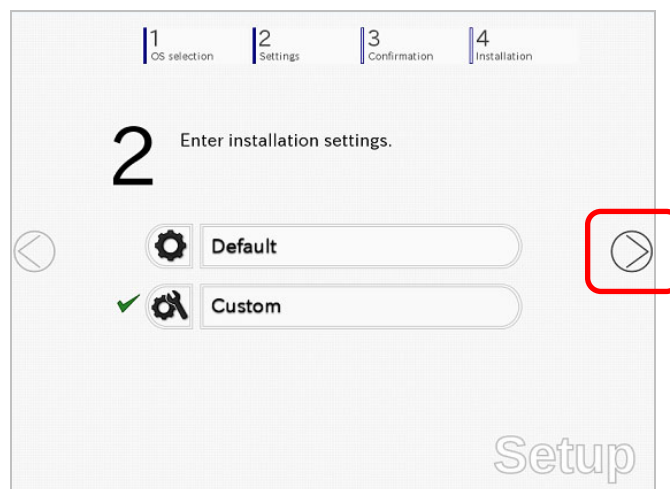 1
OS selection
2
Settings
3
Confirmation
4
Installation
2
Enter installation settings.
Default
Custom
Setup